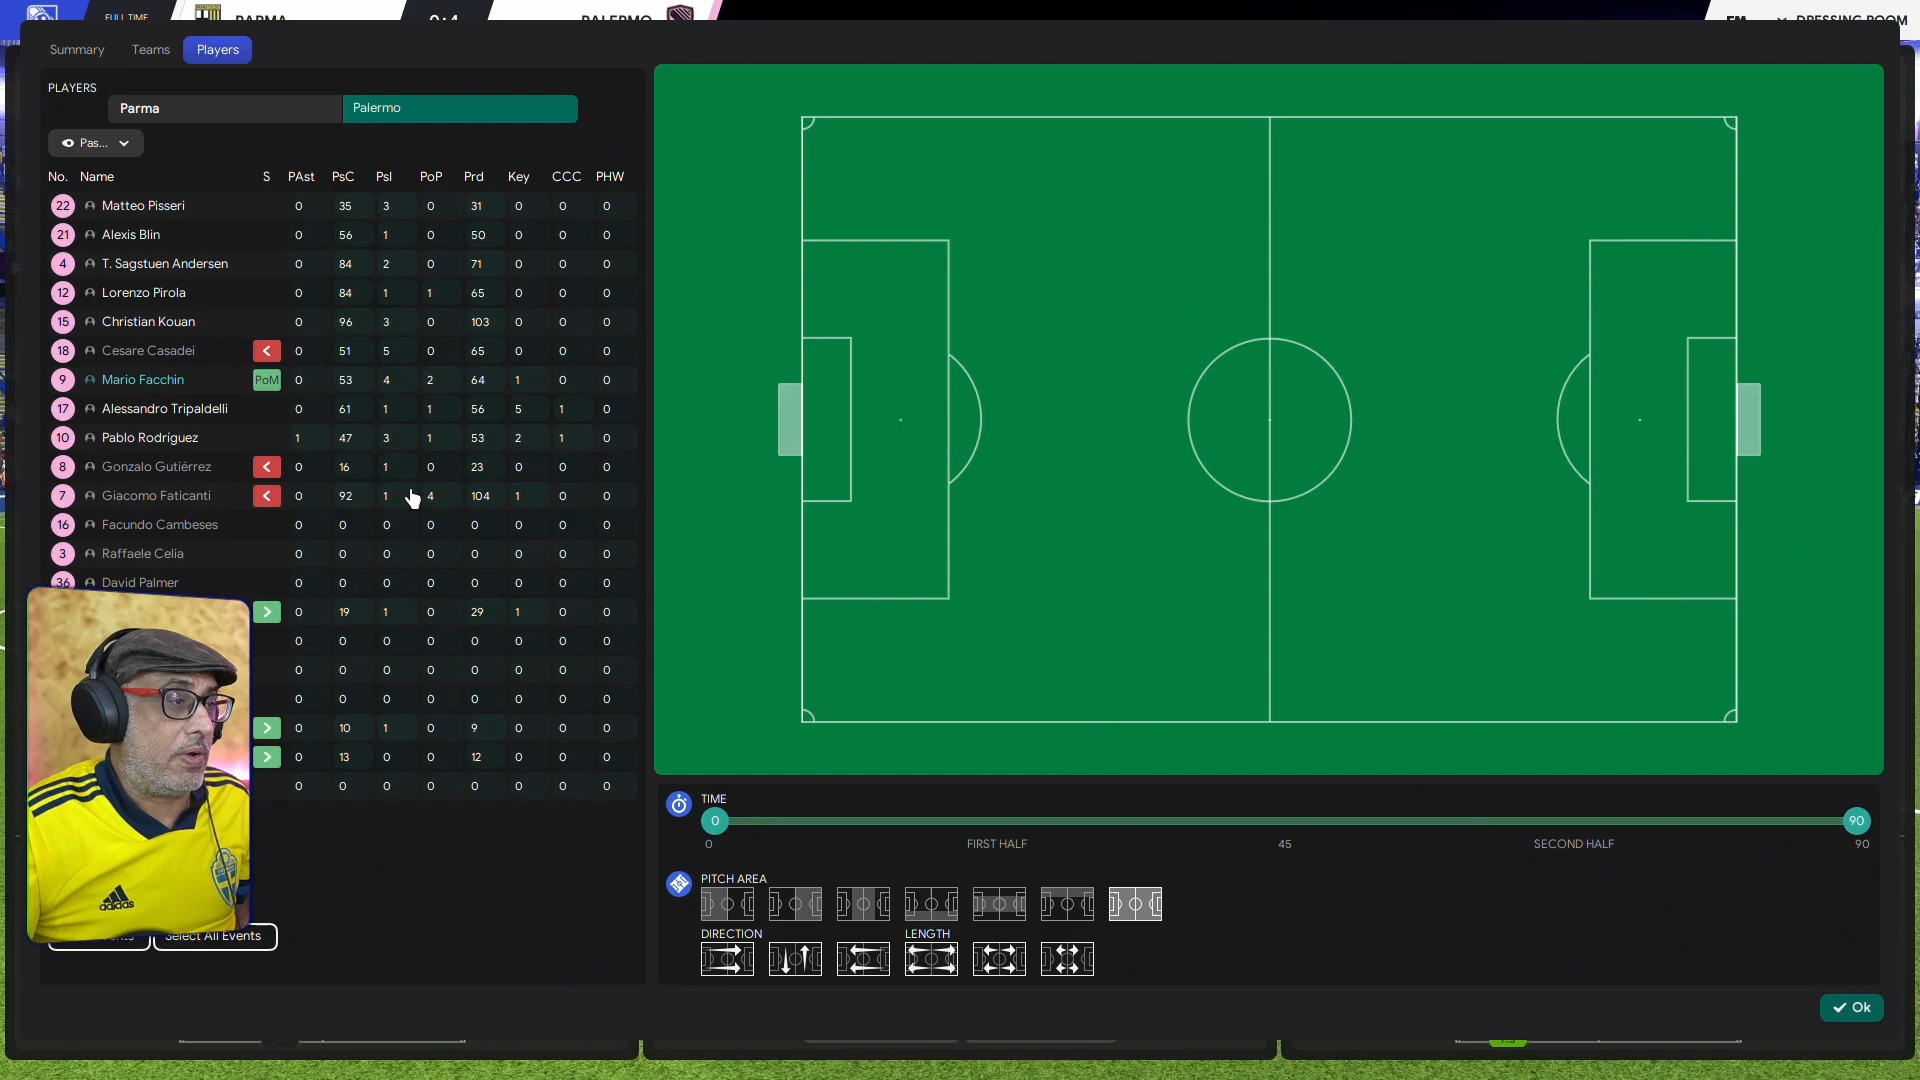 FULL TIME
PARMA
PALERMO
DRESSING ROOM
Summary Teams Players
PLAYERS
Parma Palermo
Pas...
No. Name S PAst PsC PsI PoP Prd Key CCC PHW
22 Matteo Pisseri 0 35 3 0 31 0 0 0
21 Alexis Blin 0 56 1 0 50 0 0 0
4 T. Sagstuen Andersen 0 84 2 0 71 0 0 0
12 Lorenzo Pirola 0 84 1 1 65 0 0 0
15 Christian Kouan 0 96 3 0 103 0 0 0
18 Cesare Casadei 0 51 5 0 65 0 0 0
9 Mario Facchin PoM 0 53 4 2 64 1 0 0
17 Alessandro Tripaldelli 0 61 1 1 56 5 1 0
10 Pablo Rodríguez 1 47 3 1 53 2 1 0
8 Gonzalo Gutiérrez 0 16 1 0 23 0 0 0
7 Giacomo Faticanti 0 92 1 4 104 1 0 0
16 Facundo Cambeses 0 0 0 0 0 0 0 0
3 Raffaele Celia 0 0 0 0 0 0 0 0
36 David Palmer 0 0 0 0 0 0 0 0
0 19 1 0 29 1 0 0
0 0 0 0 0 0 0 0
0 0 0 0 0 0 0 0
0 0 0 0 0 0 0 0
0 10 1 0 9 0 0 0
0 13 0 0 12 0 0 0
0 0 0 0 0 0 0 0
adidas
Select All Events
TIME
0 90
0 FIRST HALF 45 SECOND HALF 90
PITCH AREA
DIRECTION LENGTH
Ok